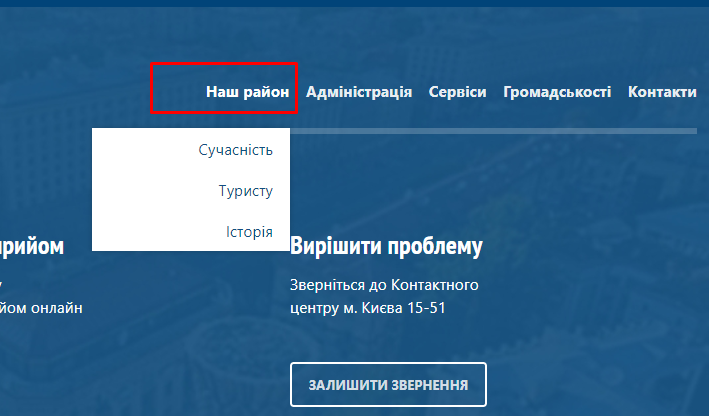 Наш район Адміністрація Сервіси Громадськості Контакти
Сучасність
Туристу
Історія
Вирішити проблему
Зверніться до Контактного
йом онлайн
центру м. Києва 15-51
ЗАЛИШИТИ ЗВЕРНЕННЯ